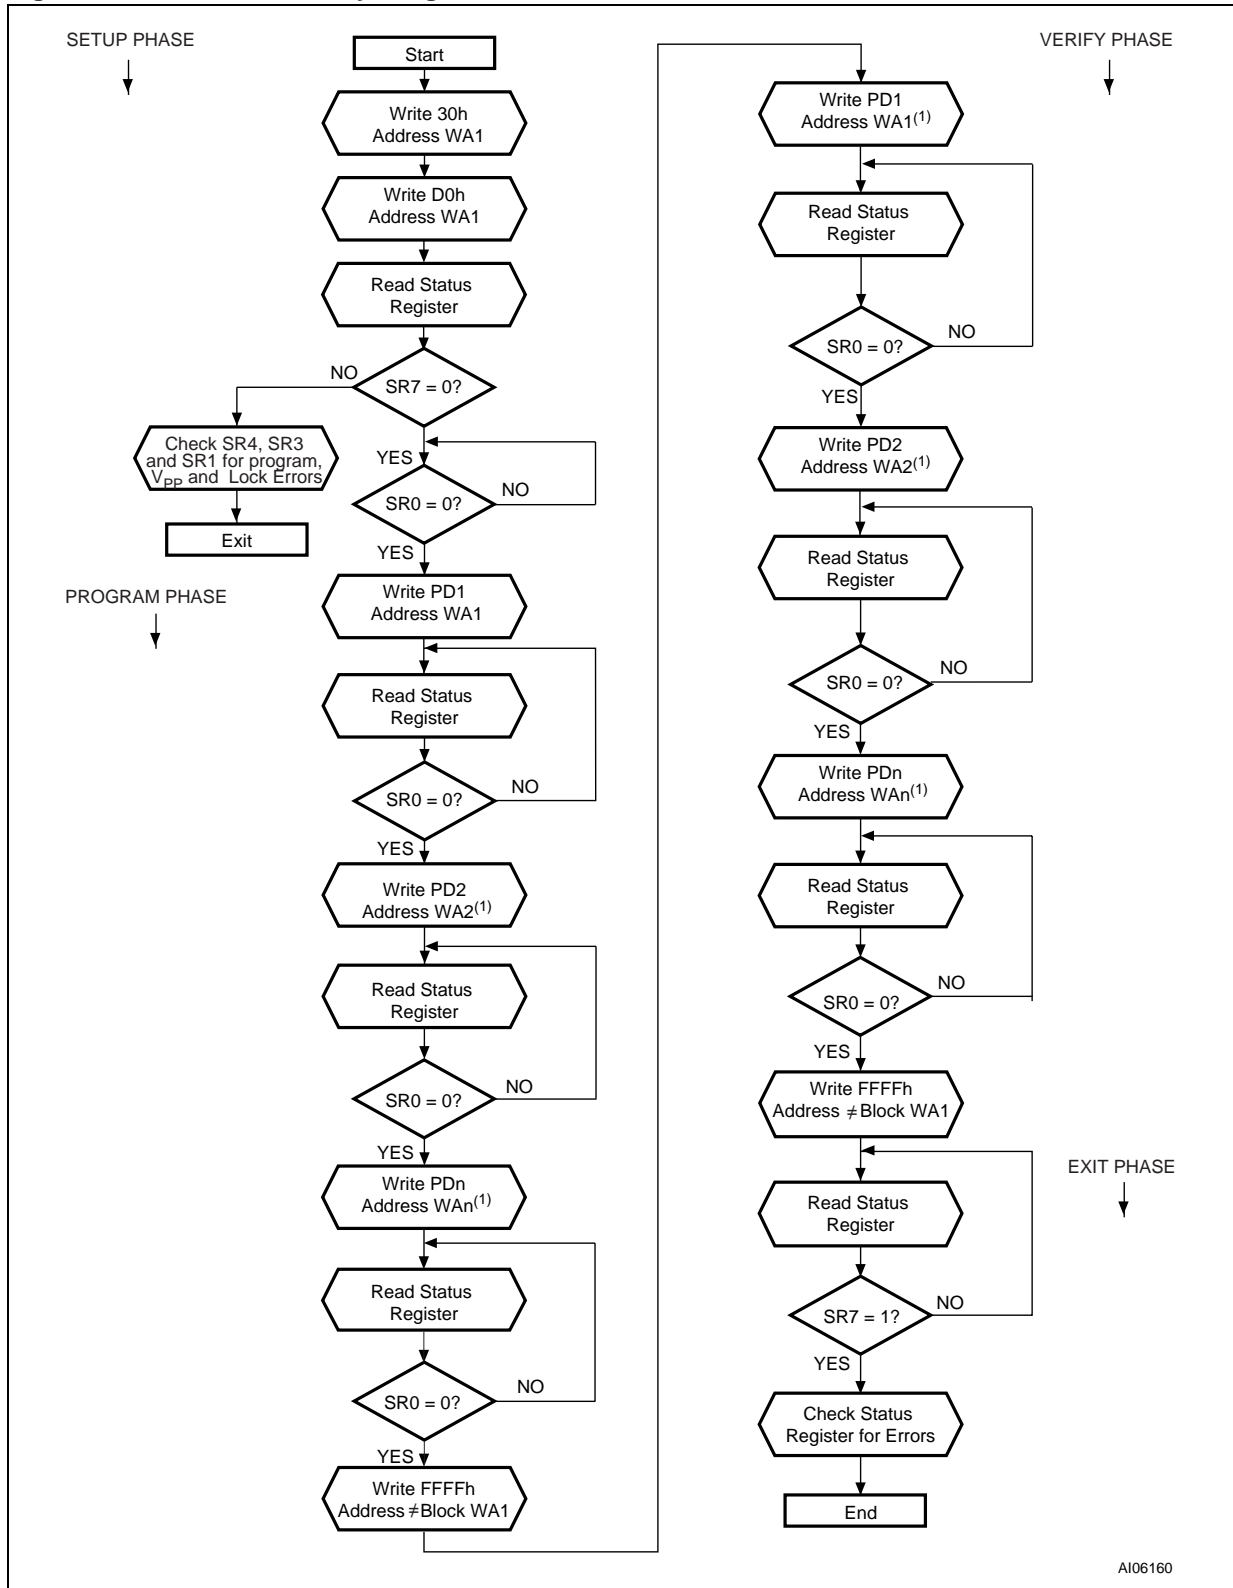 SETUP PHASE
Start
Write 30h
Address WA1
Write D0h
Address WA1
Read Status
Register
SR7 = 0?
NO
Check SR4, SR3
and SR1 for program,
VPP and Lock Errors
Exit
YES
SR0 = 0?
NO
YES
PROGRAM PHASE
Write PD1
Address WA1
Read Status
Register
SR0 = 0?
NO
YES
Write PD2
Address WA2(1)
Read Status
Register
SR0 = 0?
NO
YES
Write PDn
Address WAn(1)
Read Status
Register
SR0 = 0?
NO
YES
Write FFFFh
Address ≠Block WA1
VERIFY PHASE
Write PD1
Address WA1(1)
Read Status
Register
SR0 = 0?
NO
YES
Write PD2
Address WA2(1)
Read Status
Register
SR0 = 0?
NO
YES
Write PDn
Address WAn(1)
Read Status
Register
SR0 = 0?
NO
YES
Write FFFFh
Address ≠Block WA1
EXIT PHASE
Read Status
Register
SR7 = 1?
NO
YES
Check Status
Register for Errors
End
AI06160